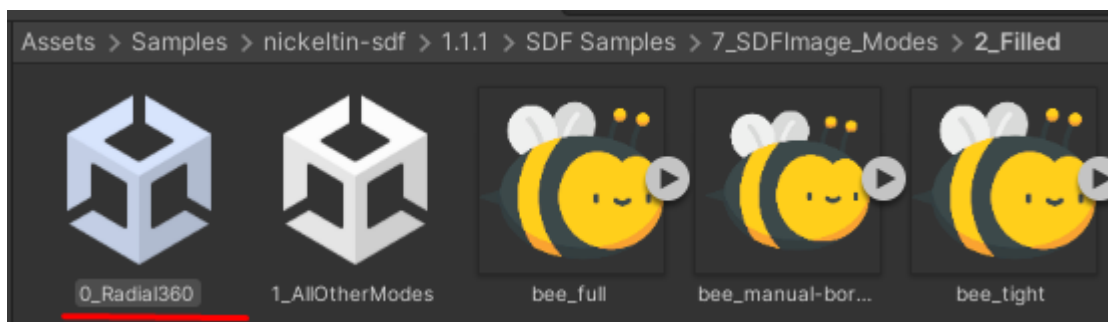 Assets > Samples > nickeltin-sdf > 1.1.1 > SDF Samples > 7_SDFImage_Modes > 2_Filled
0_Radial360 1_AllOtherModes bee_full bee_manual-bor... bee_tight